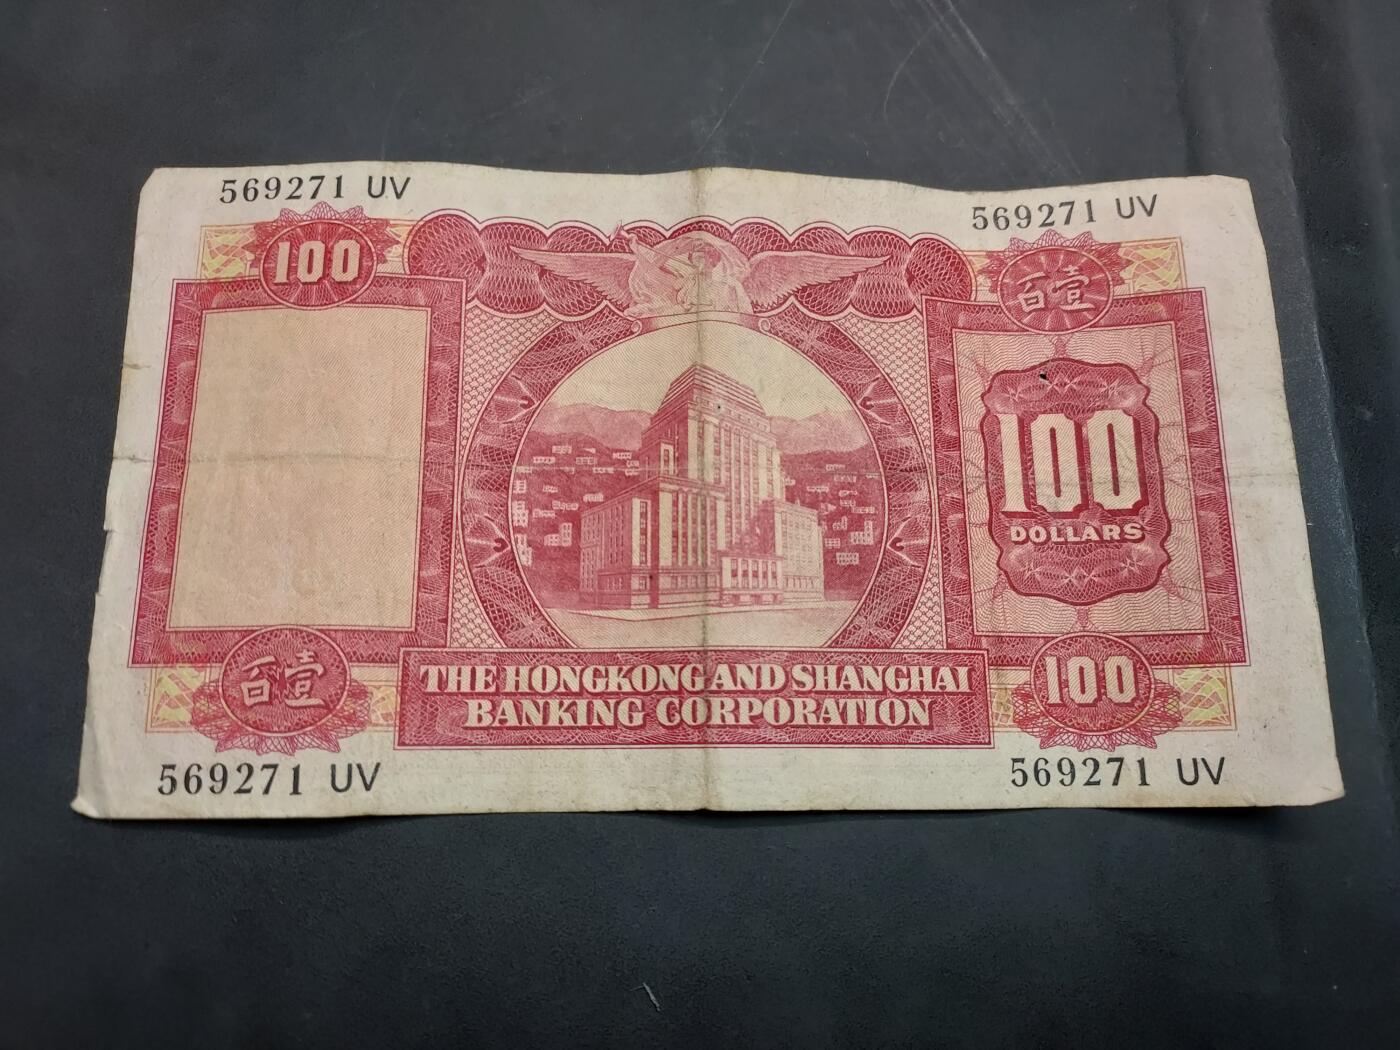 569271 UV
569271 UV
100
百壹
100
DOLLARS
THE HONGKONG AND SHANGHAI
BANKING CORPORATION
百壹
100
569271 UV
569271 UV